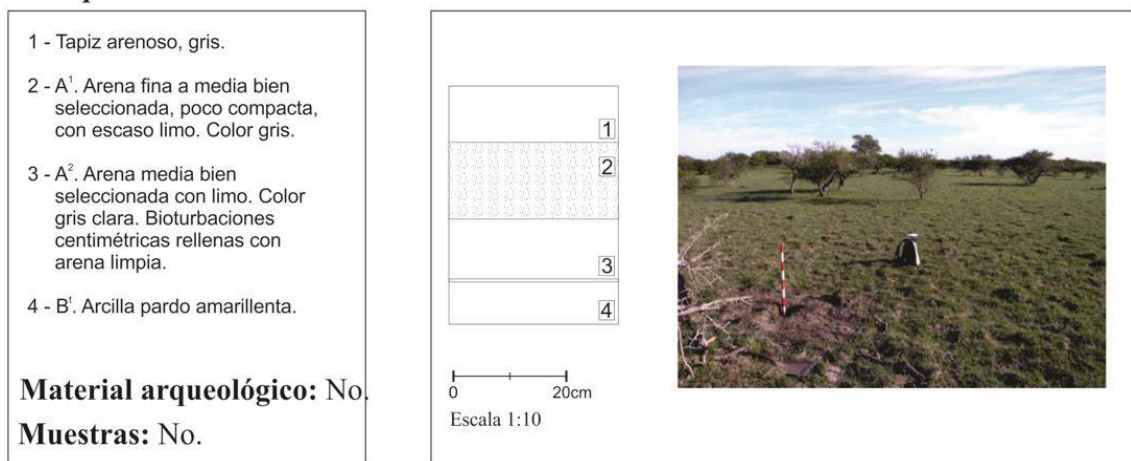 1 - Tapiz arenoso, gris.
2 - A¹. Arena fina a media bien
seleccionada, poco compacta,
con escaso limo. Color gris.
3 - A². Arena media bien
seleccionada con limo. Color
gris clara. Bioturbaciones
centimétricas rellenas con
arena limpia.
4 - Bᵗ. Arcilla pardo amarillenta.
Material arqueológico: No.
Muestras: No.
1
2
3
4
0 20cm
Escala 1:10